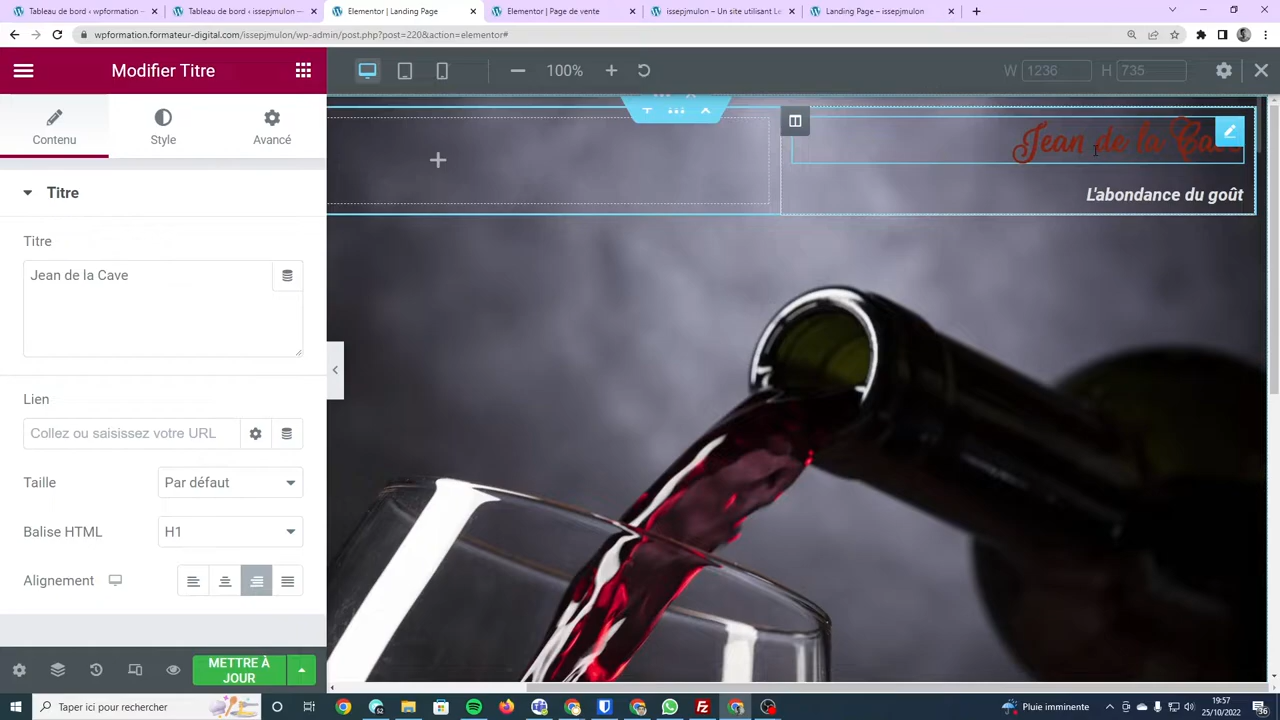 Tableau de bord ‹ wpformation
Tableau de bord ‹ issepjmulon
Elementor | Landing Page
Elementor | Page de vente
issepjmulon – Un site utilisant Le
Landing Page – issepjmulon
wpformation.formateur-digital.com/issepjmulon/wp-admin/post.php?post=220&action=elementor#
Modifier Titre
100%
W 1236
H 735
Contenu
Style
Avancé
Titre
Titre
Jean de la Cave
Lien
Collez ou saisissez votre URL
Taille
Par défaut
Balise HTML
H1
Alignement
METTRE À
JOUR
Jean de la Cave
L'abondance du goût
Taper ici pour rechercher
Pluie imminente
19:57
25/10/2022